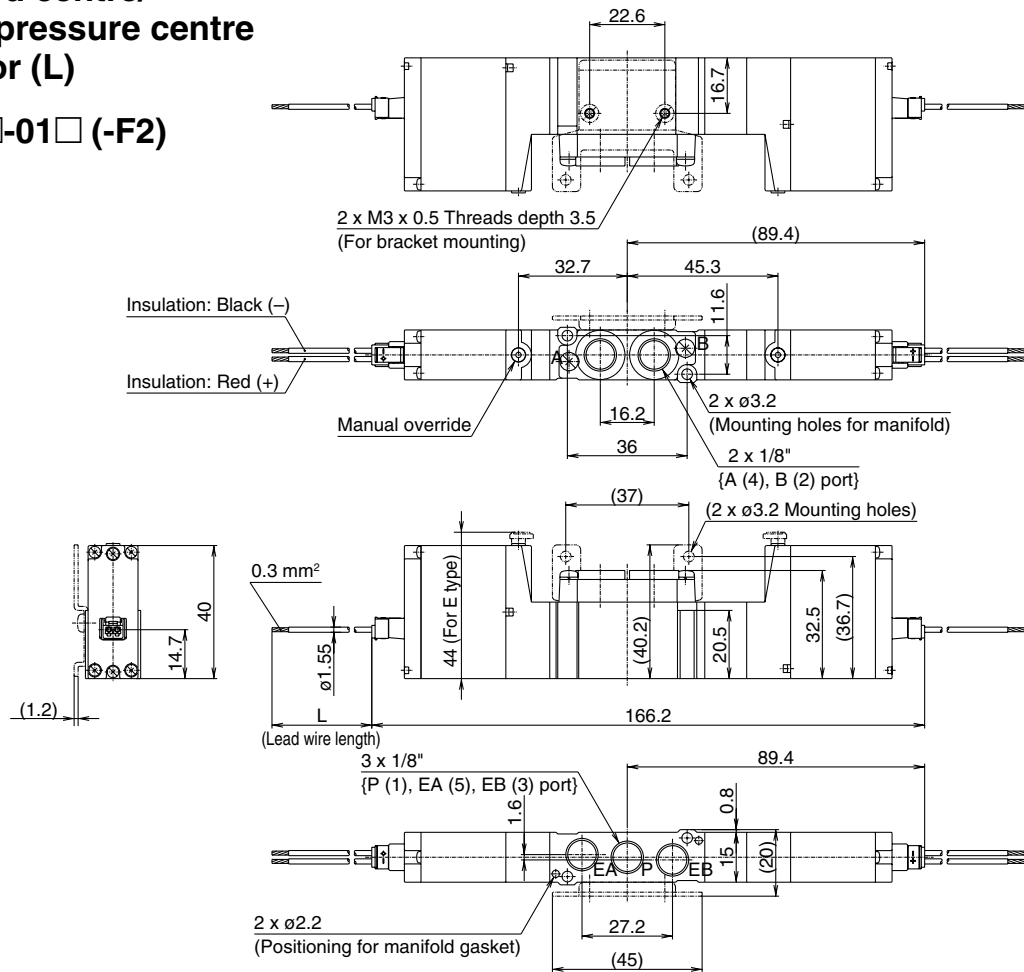 pressure centre
or (L)
-01□ (-F2)
22.6
16.7
2 x M3 x 0.5 Threads depth 3.5
(For bracket mounting)
(89.4)
32.7
45.3
11.6
Insulation: Black (–)
Insulation: Red (+)
A
B
Manual override
16.2
36
2 x ø3.2
(Mounting holes for manifold)
2 x 1/8"
{A (4), B (2) port}
(37)
(2 x ø3.2 Mounting holes)
0.3 mm²
40
14.7
(1.2)
ø1.55
44 (For E type)
(40.2)
20.5
32.5
(36.7)
L
(Lead wire length)
166.2
3 x 1/8"
{P (1), EA (5), EB (3) port}
89.4
1.6
0.8
15
(20)
EA
P
EB
2 x ø2.2
(Positioning for manifold gasket)
27.2
(45)